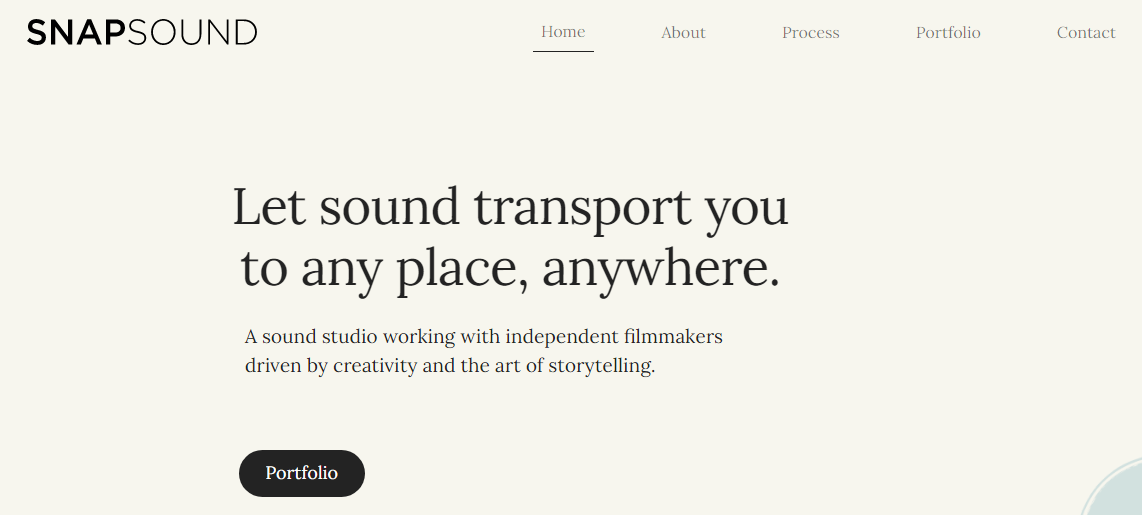 SNAPSOUND
Home About Process Portfolio Contact
Let sound transport you
to any place, anywhere.
A sound studio working with independent filmmakers
driven by creativity and the art of storytelling.
Portfolio